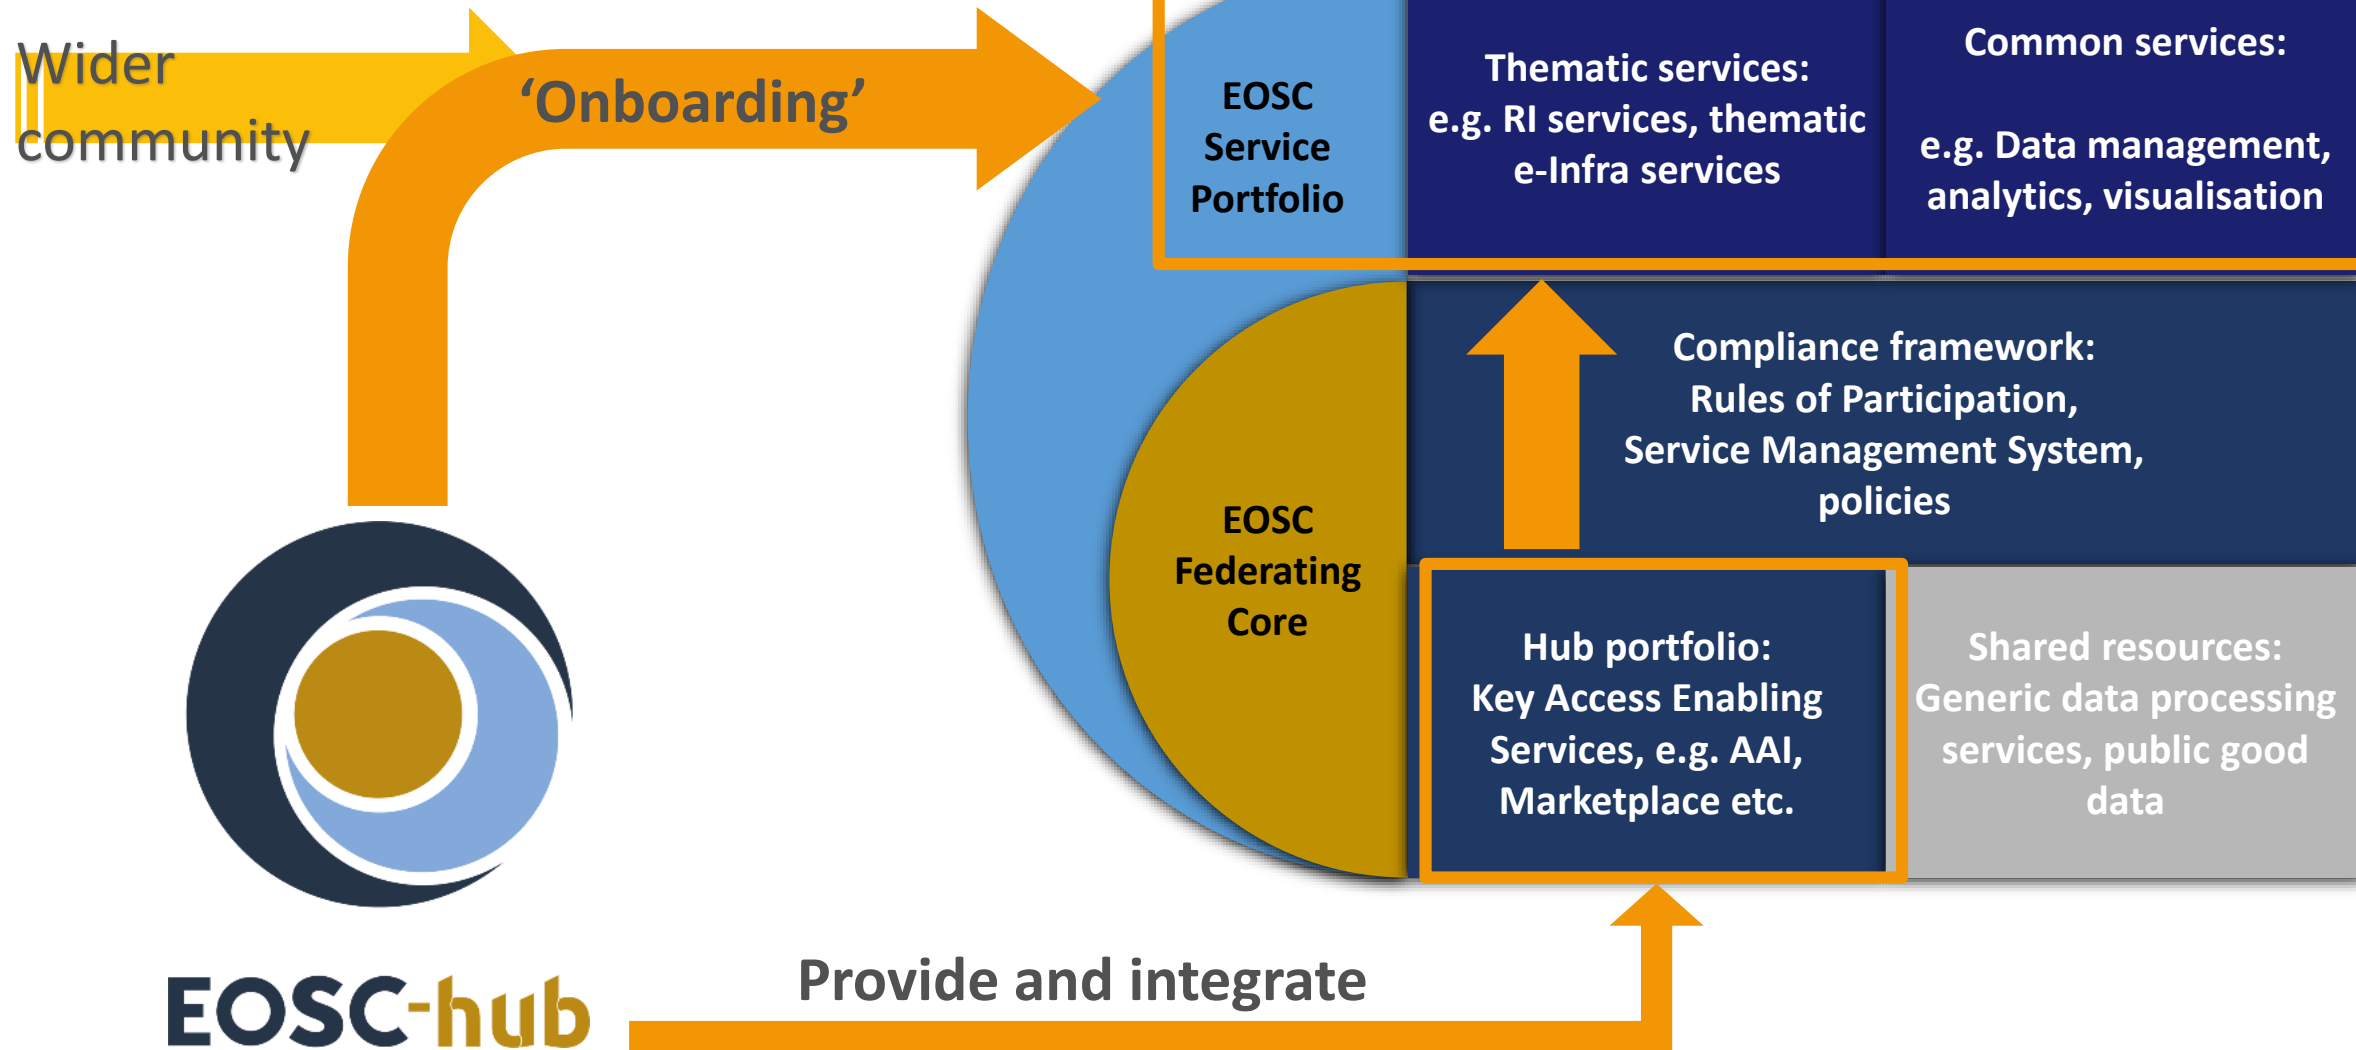 Wider
community
‘Onboarding’
EOSC
Service
Portfolio
Thematic services:
e.g. RI services, thematic
e-Infra services
Common services:
e.g. Data management,
analytics, visualisation
Compliance framework:
Rules of Participation,
Service Management System,
policies
EOSC
Federating
Core
Hub portfolio:
Key Access Enabling
Services, e.g. AAI,
Marketplace etc.
Shared resources:
Generic data processing
services, public good
data
EOSC-hub
Provide and integrate